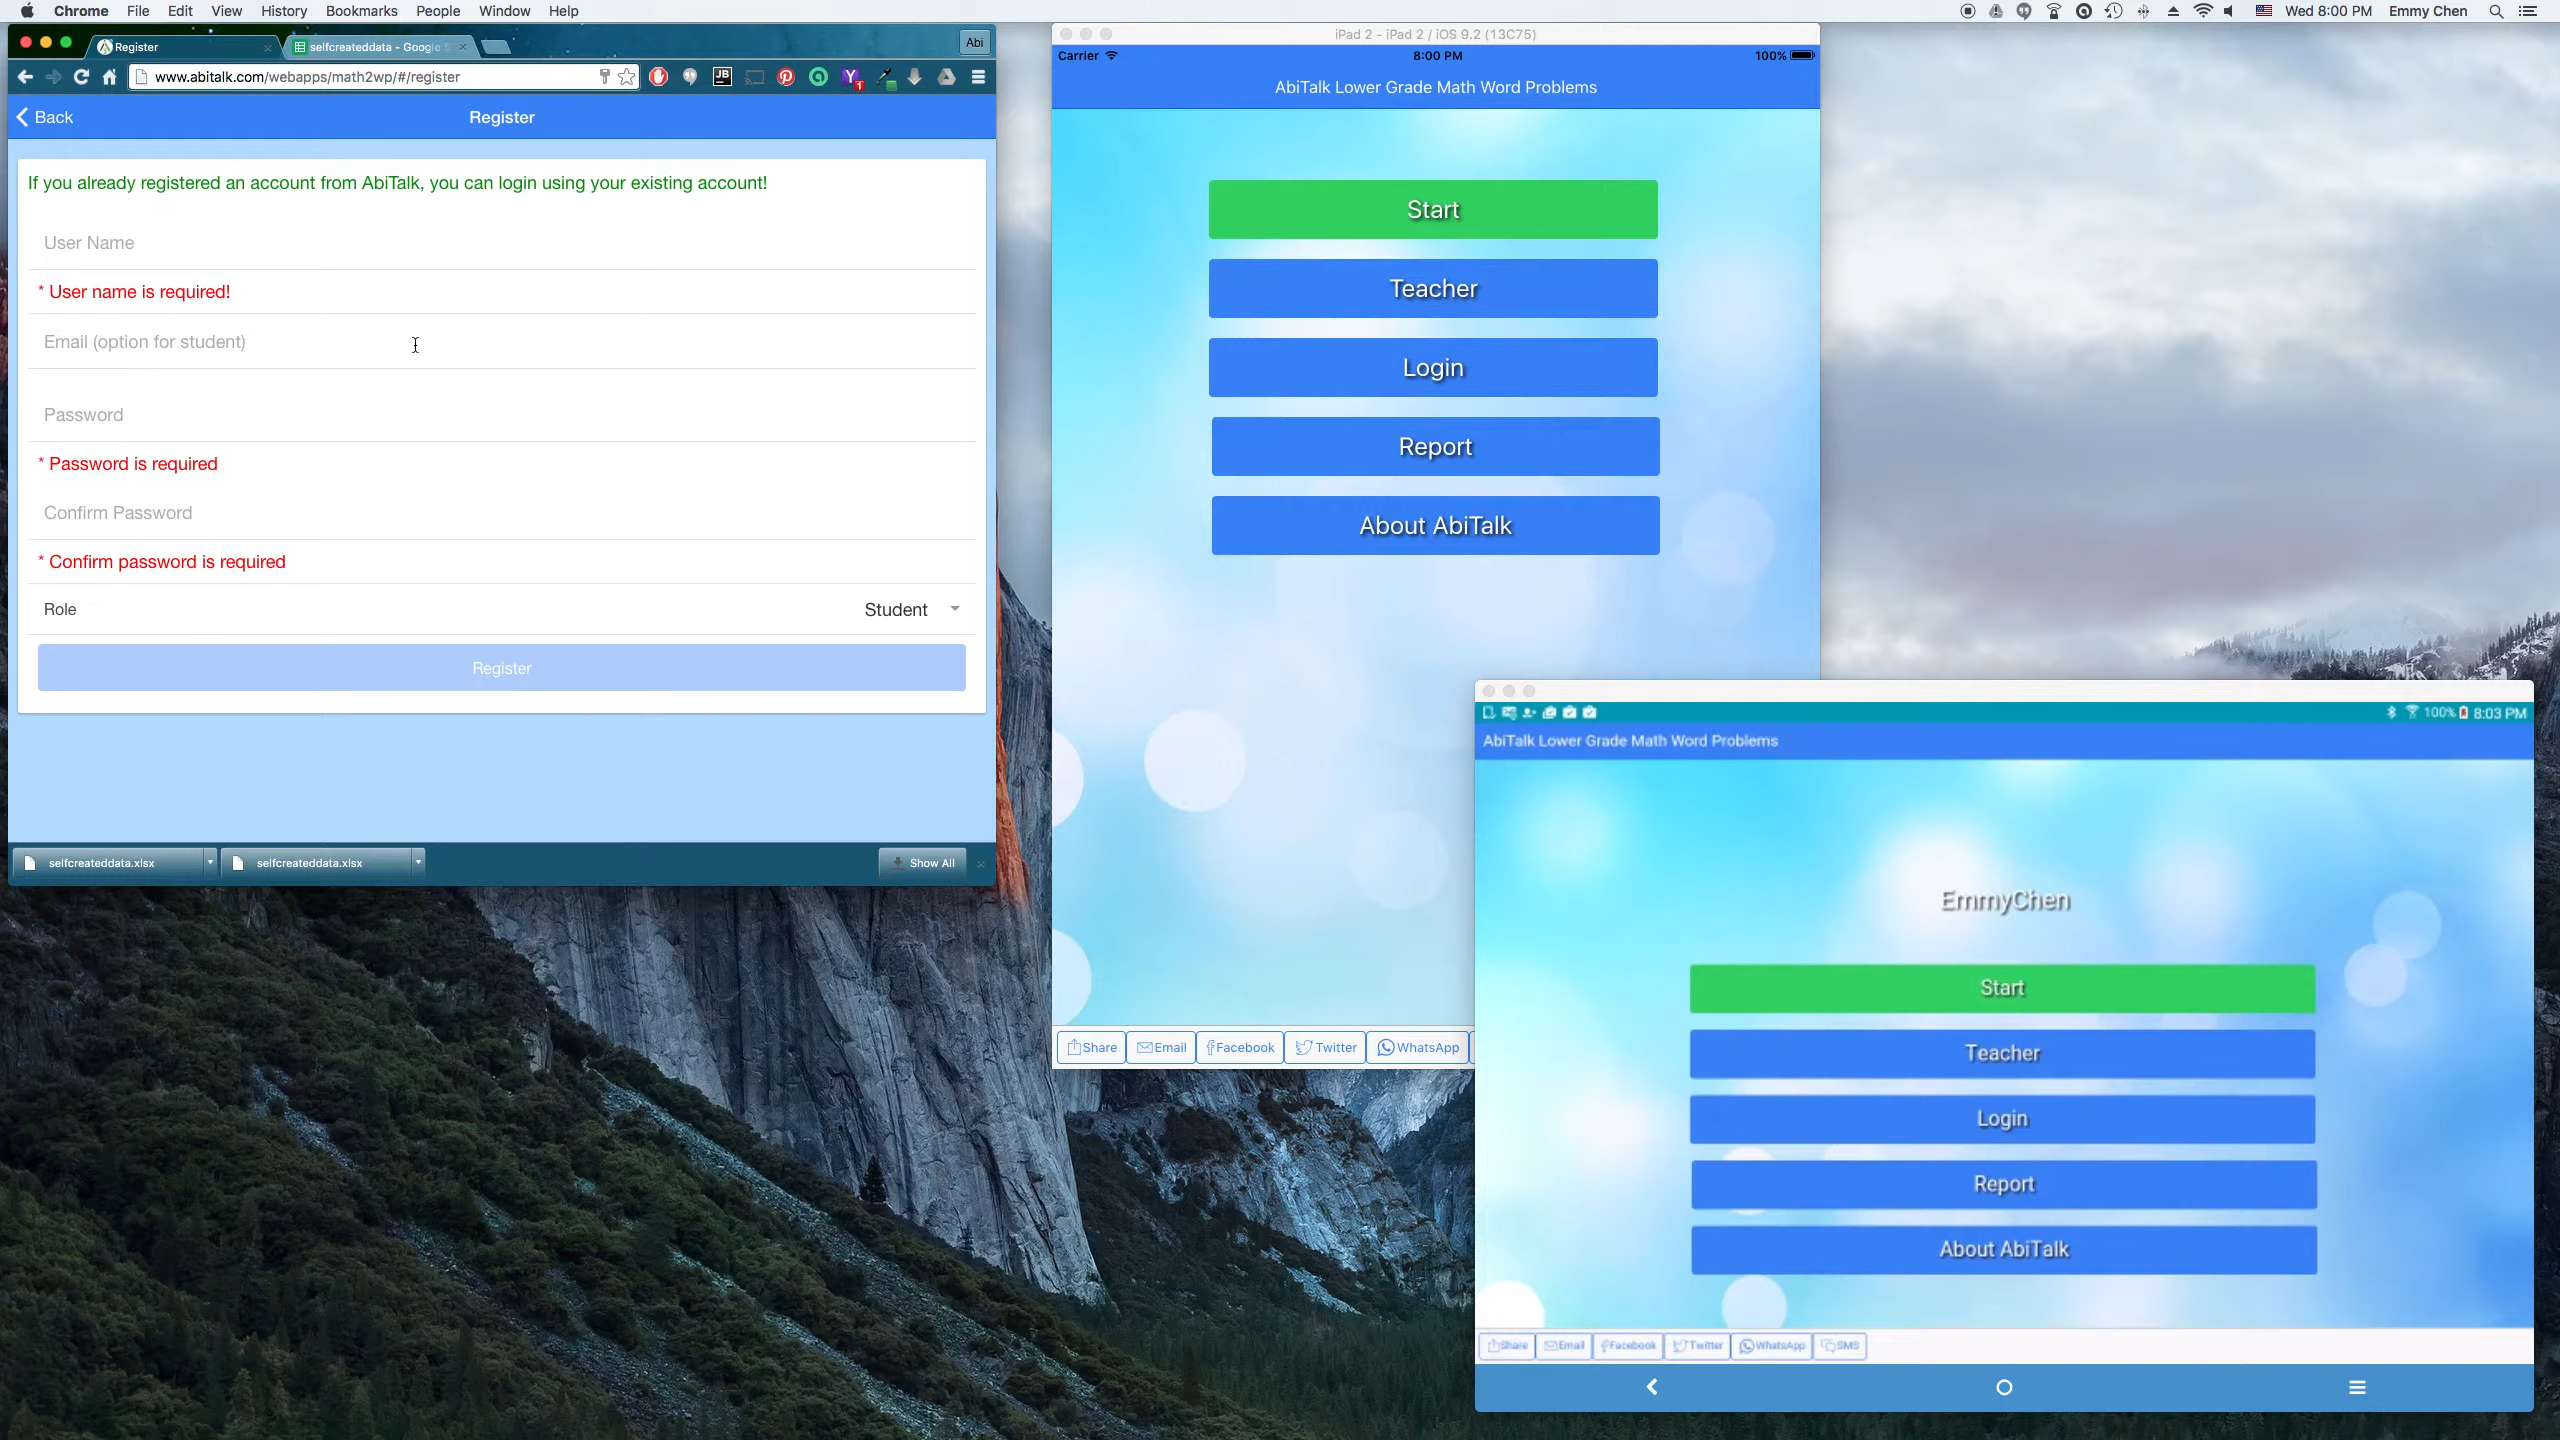 Chrome File Edit View History Bookmarks People Window Help
Wed 8:00 PM Emmy Chen
Register
selfcreateddata - Google S
Abi
www.abitalk.com/webapps/math2wp/#/register
JB
Back
Register
If you already registered an account from AbiTalk, you can login using your existing account!
User Name
* User name is required!
Email (option for student)
Password
* Password is required
Confirm Password
* Confirm password is required
Role Student
Register
selfcreateddata.xlsx
selfcreateddata.xlsx
Show All
iPad 2 - iPad 2 / iOS 9.2 (13C75)
Carrier 8:00 PM 100%
AbiTalk Lower Grade Math Word Problems
Start
Teacher
Login
Report
About AbiTalk
Share Email Facebook Twitter WhatsApp
100% 8:03 PM
AbiTalk Lower Grade Math Word Problems
EmmyChen
Start
Teacher
Login
Report
About AbiTalk
Share Email Facebook Twitter WhatsApp SMS